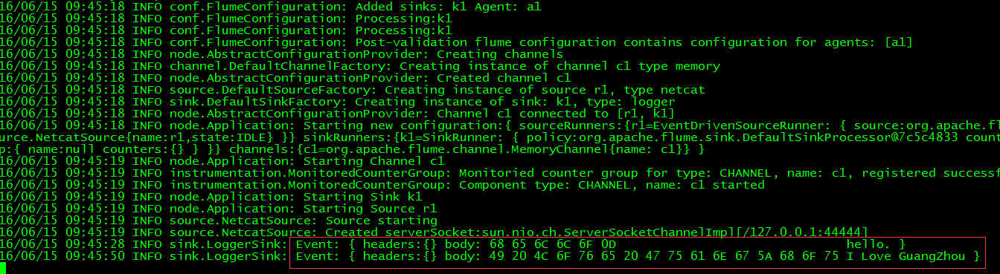 16/06/15 09:45:18 INFO conf.FlumeConfiguration: Added sinks: k1 Agent: a1
16/06/15 09:45:18 INFO conf.FlumeConfiguration: Processing:k1
16/06/15 09:45:18 INFO conf.FlumeConfiguration: Processing:k1
16/06/15 09:45:18 INFO conf.FlumeConfiguration: Post-validation flume configuration contains configuration for agents: [a1]
16/06/15 09:45:18 INFO node.AbstractConfigurationProvider: Creating channels
16/06/15 09:45:18 INFO channel.DefaultChannelFactory: Creating instance of channel c1 type memory
16/06/15 09:45:18 INFO node.AbstractConfigurationProvider: Created channel c1
16/06/15 09:45:18 INFO source.DefaultSourceFactory: Creating instance of source r1, type netcat
16/06/15 09:45:18 INFO sink.DefaultSinkFactory: Creating instance of sink: k1, type: logger
16/06/15 09:45:18 INFO node.AbstractConfigurationProvider: Channel c1 connected to [r1, k1]
16/06/15 09:45:18 INFO node.Application: Starting new configuration:{ sourceRunners:{r1=EventDrivenSourceRunner: { source:org.apache.fl
urce.NetcatSource{name:r1,state:IDLE} }} sinkRunners:{k1=SinkRunner: { policy:org.apache.flume.sink.DefaultSinkProcessor@7c5c4833 count
p:{ name:null counters:{} } }} channels:{c1=org.apache.flume.channel.MemoryChannel{name: c1}} }
16/06/15 09:45:19 INFO node.Application: Starting Channel c1
16/06/15 09:45:19 INFO instrumentation.MonitoredCounterGroup: Monitoried counter group for type: CHANNEL, name: c1, registered successf
16/06/15 09:45:19 INFO instrumentation.MonitoredCounterGroup: Component type: CHANNEL, name: c1 started
16/06/15 09:45:19 INFO node.Application: Starting Sink k1
16/06/15 09:45:19 INFO node.Application: Starting Source r1
16/06/15 09:45:19 INFO source.NetcatSource: Source starting
16/06/15 09:45:19 INFO source.NetcatSource: Created serverSocket:sun.nio.ch.ServerSocketChannelImpl[/127.0.0.1:44444]
16/06/15 09:45:28 INFO sink.LoggerSink: Event: { headers:{} body: 68 65 6C 6C 6F 0D hello. }
16/06/15 09:45:50 INFO sink.LoggerSink: Event: { headers:{} body: 49 20 4C 6F 76 65 20 47 75 61 6E 67 5A 68 6F 75 I Love GuangZhou }